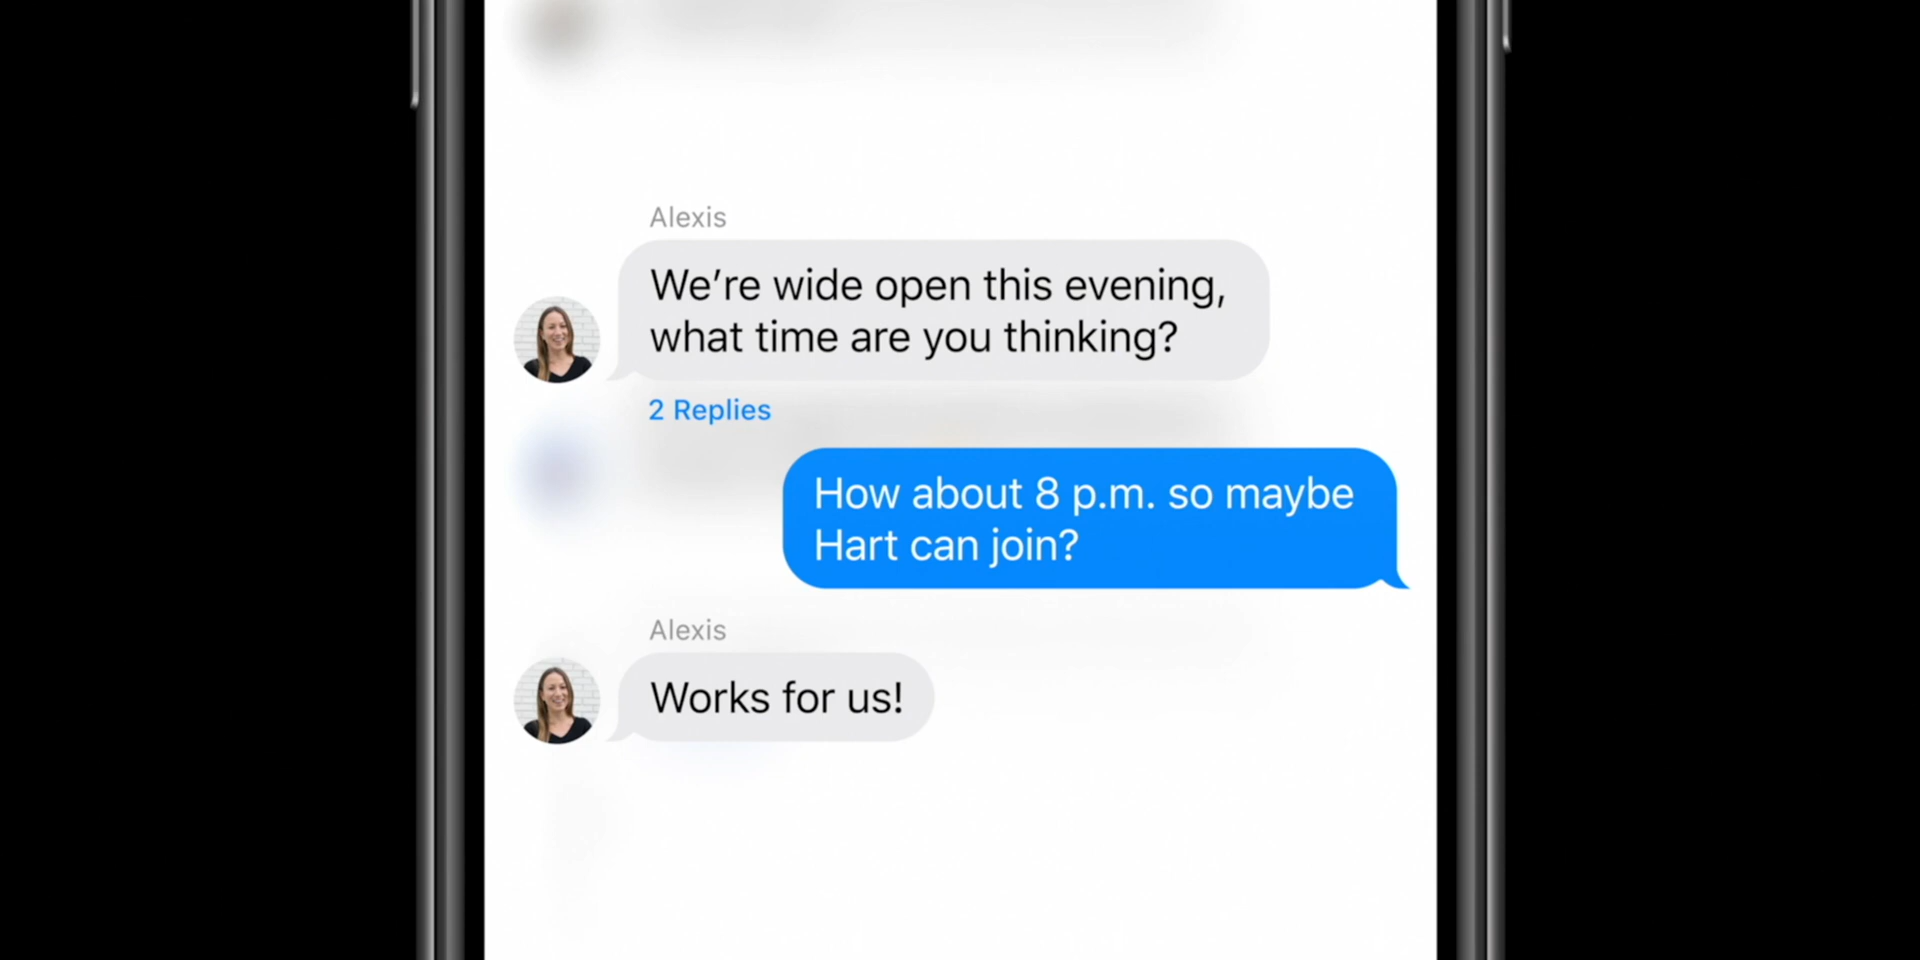 Alexis
We’re wide open this evening,
what time are you thinking?
2 Replies
How about 8 p.m. so maybe
Hart can join?
Alexis
Works for us!